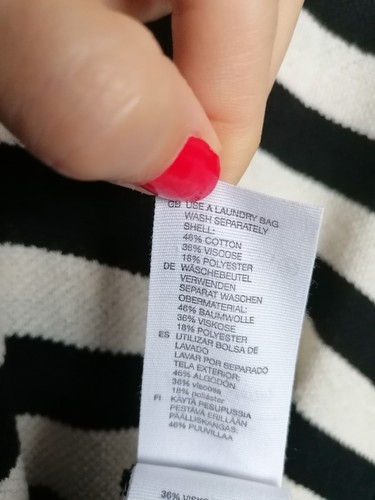 GB USE A LAUNDRY BAG
WASH SEPARATELY
SHELL:
46% COTTON
36% VISCOSE
18% POLYESTER
DE WÄSCHEBEUTEL
VERWENDEN
SEPARAT WASCHEN
OBERMATERIAL:
46% BAUMWOLLE
36% VISKOSE
18% POLYESTER
ES UTILIZAR BOLSA DE
LAVADO
LAVAR POR SEPARADO
TELA EXTERIOR:
46% ALGODÓN
36% viscosa
18% poliéster
FI KÄYTÄ PESUPUSSIA
PESTÄVÄ ERILLÄÄN
PÄÄLLISKANGAS:
46% PUUVILLAA